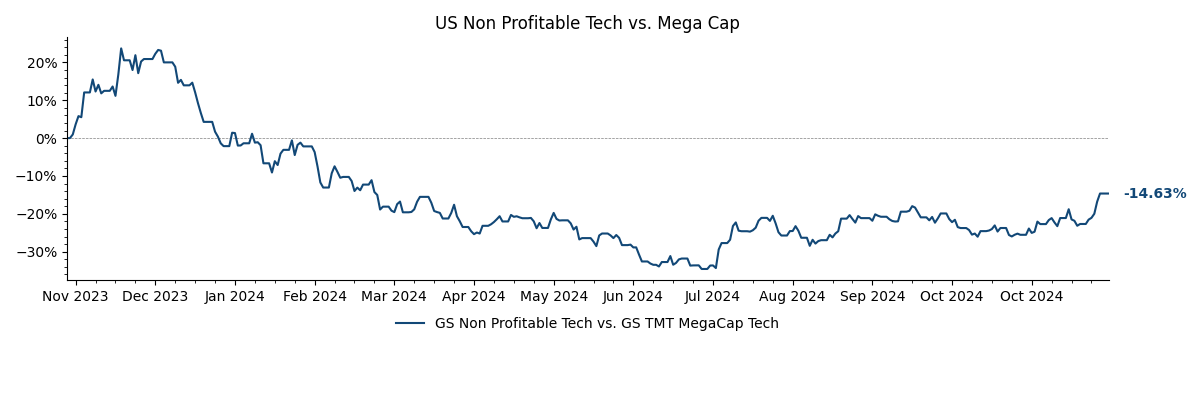 US Non Profitable Tech vs. Mega Cap
20%
10%
0%
−10%
−20%
−30%
-14.63%
Nov 2023 Dec 2023 Jan 2024 Feb 2024 Mar 2024 Apr 2024 May 2024 Jun 2024 Jul 2024 Aug 2024 Sep 2024 Oct 2024 Oct 2024
GS Non Profitable Tech vs. GS TMT MegaCap Tech